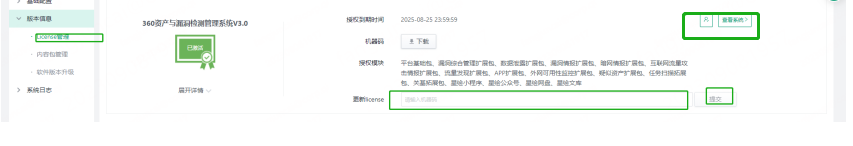 基础配置
版本信息
License管理
内容包管理
软件版本升级
系统日志
360资产与漏洞检测管理系统V3.0
已激活
展开详情
授权到期时间 2025-08-25 23:59:59
查看系统 >
机器码 下载
授权模块 平台基础包、漏洞综合管理扩展包、数据泄露扩展包、漏洞情报扩展包、暗网情报扩展包、互联网流量攻
击情报扩展包、流量发现扩展包、APP扩展包、外网可用性监控扩展包、疑似资产扩展包、任务扫描拓展
包、关基拓展包、星绘小程序、星绘公众号、星绘网盘、星绘文库
更新license 请输入机器码 提交